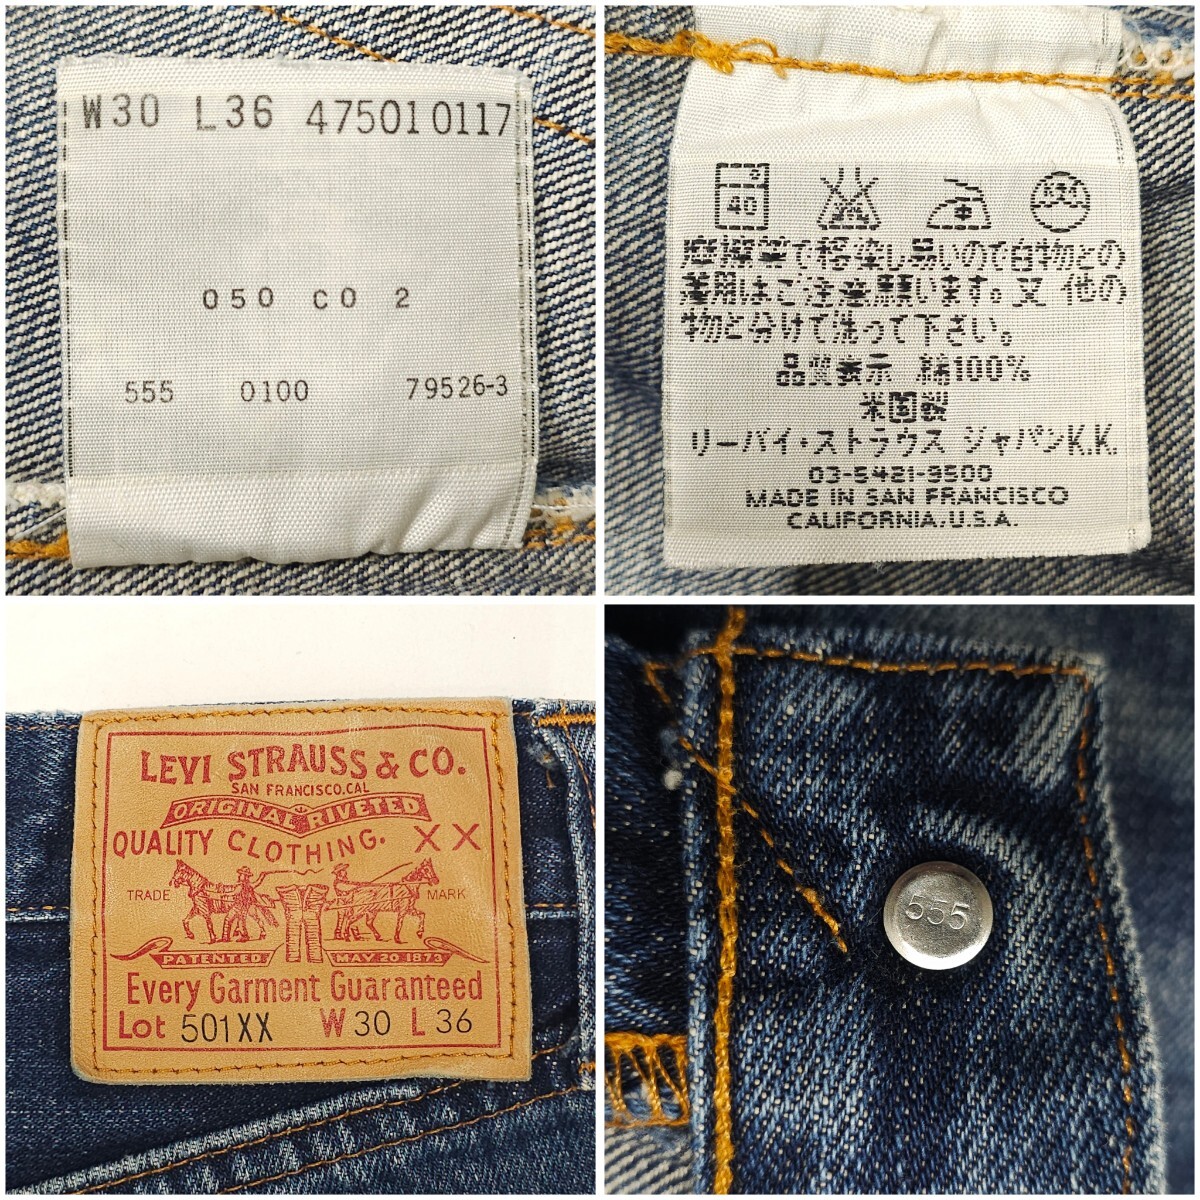 W30 L36 475010117
050 CO 2
555 0100 79526-3
40
摩擦等で移染し易いので白物との
着用はご注意願います。又 他の
物と分けて洗って下さい。
品質表示 綿100%
米国製
リーバイ・ストラウス ジャパンK.K.
03-5421-9500
MADE IN SAN FRANCISCO
CALIFORNIA.U.S.A.
LEVI STRAUSS & CO.
SAN FRANCISCO.CAL
ORIGINAL RIVETED
QUALITY CLOTHING. XX
TRADE MARK
PATENTED MAY 20 1873
Every Garment Guaranteed
Lot 501XX W 30 L 36
555